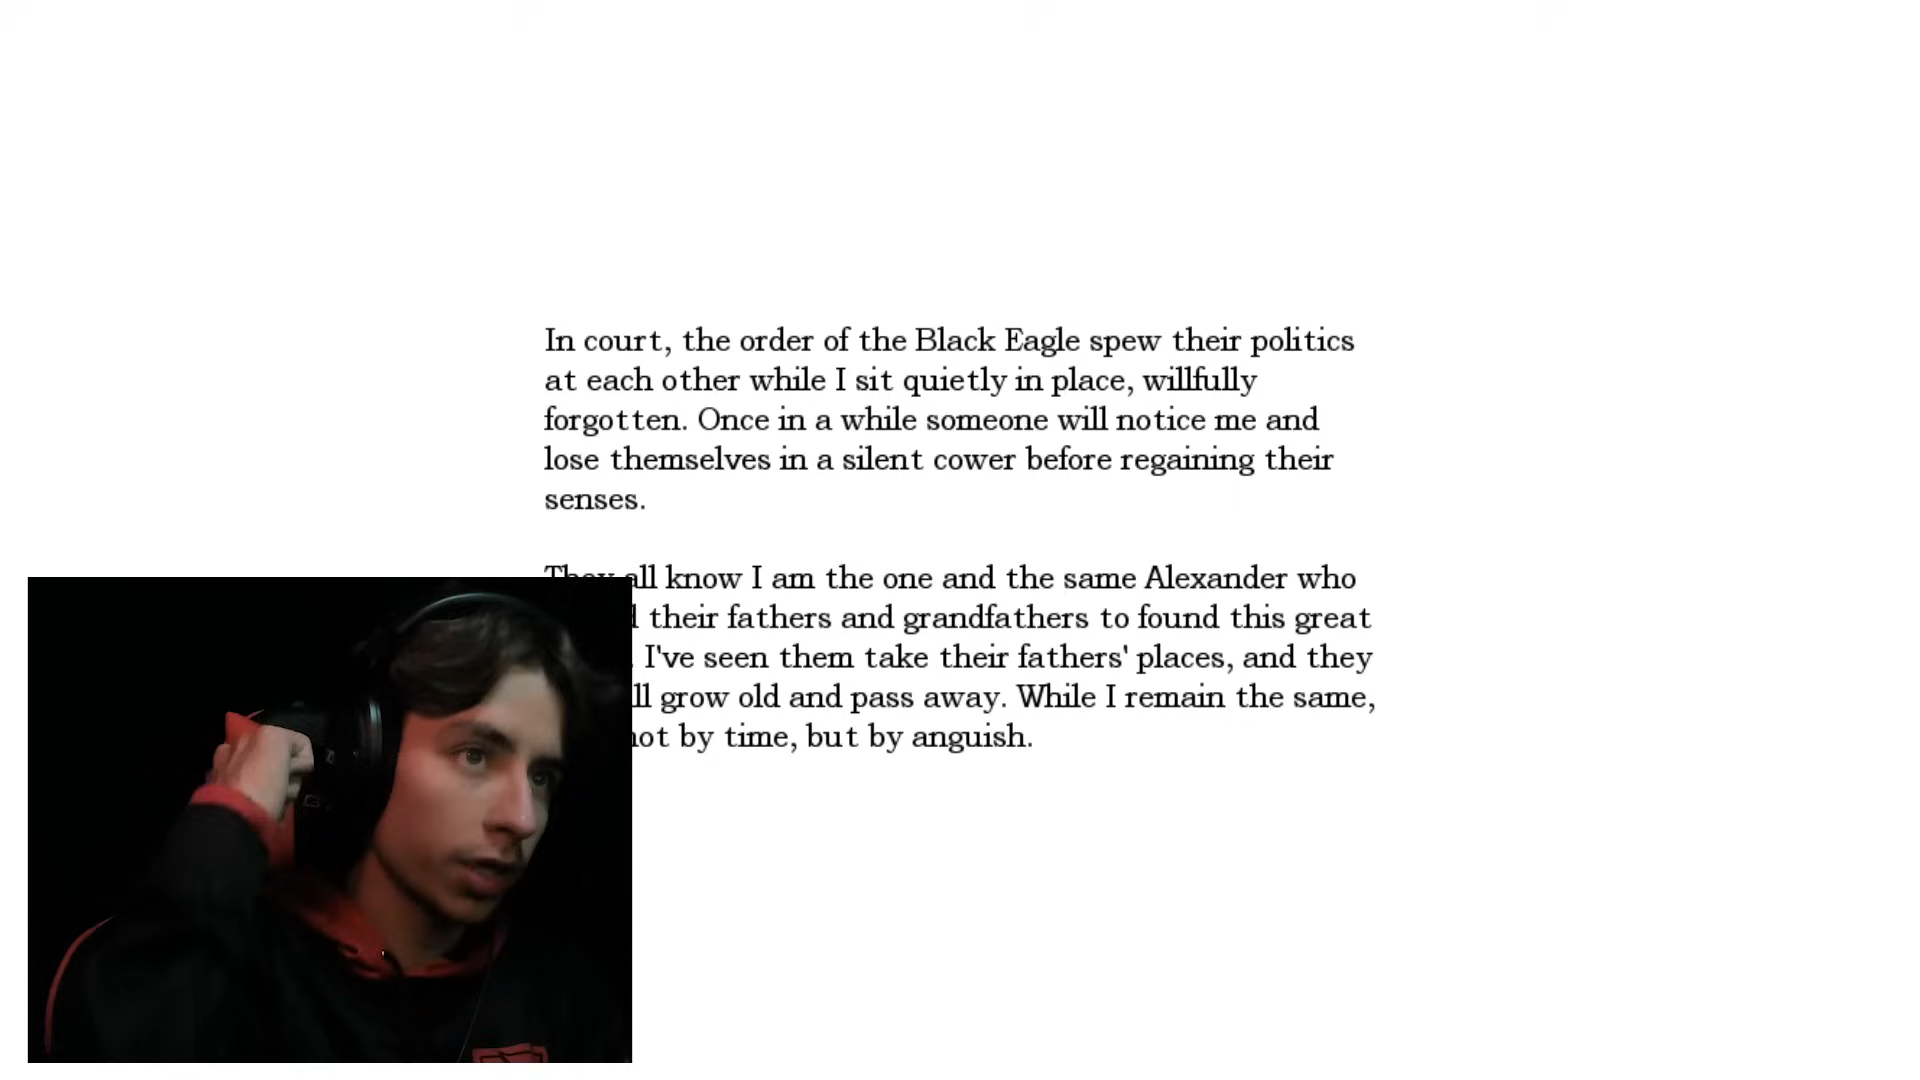 In court, the order of the Black Eagle spew their politics
at each other while I sit quietly in place, willfully
forgotten. Once in a while someone will notice me and
lose themselves in a silent cower before regaining their
senses.
They all know I am the one and the same Alexander who
their fathers and grandfathers to found this great
I've seen them take their fathers' places, and they
grow old and pass away. While I remain the same,
not by time, but by anguish.